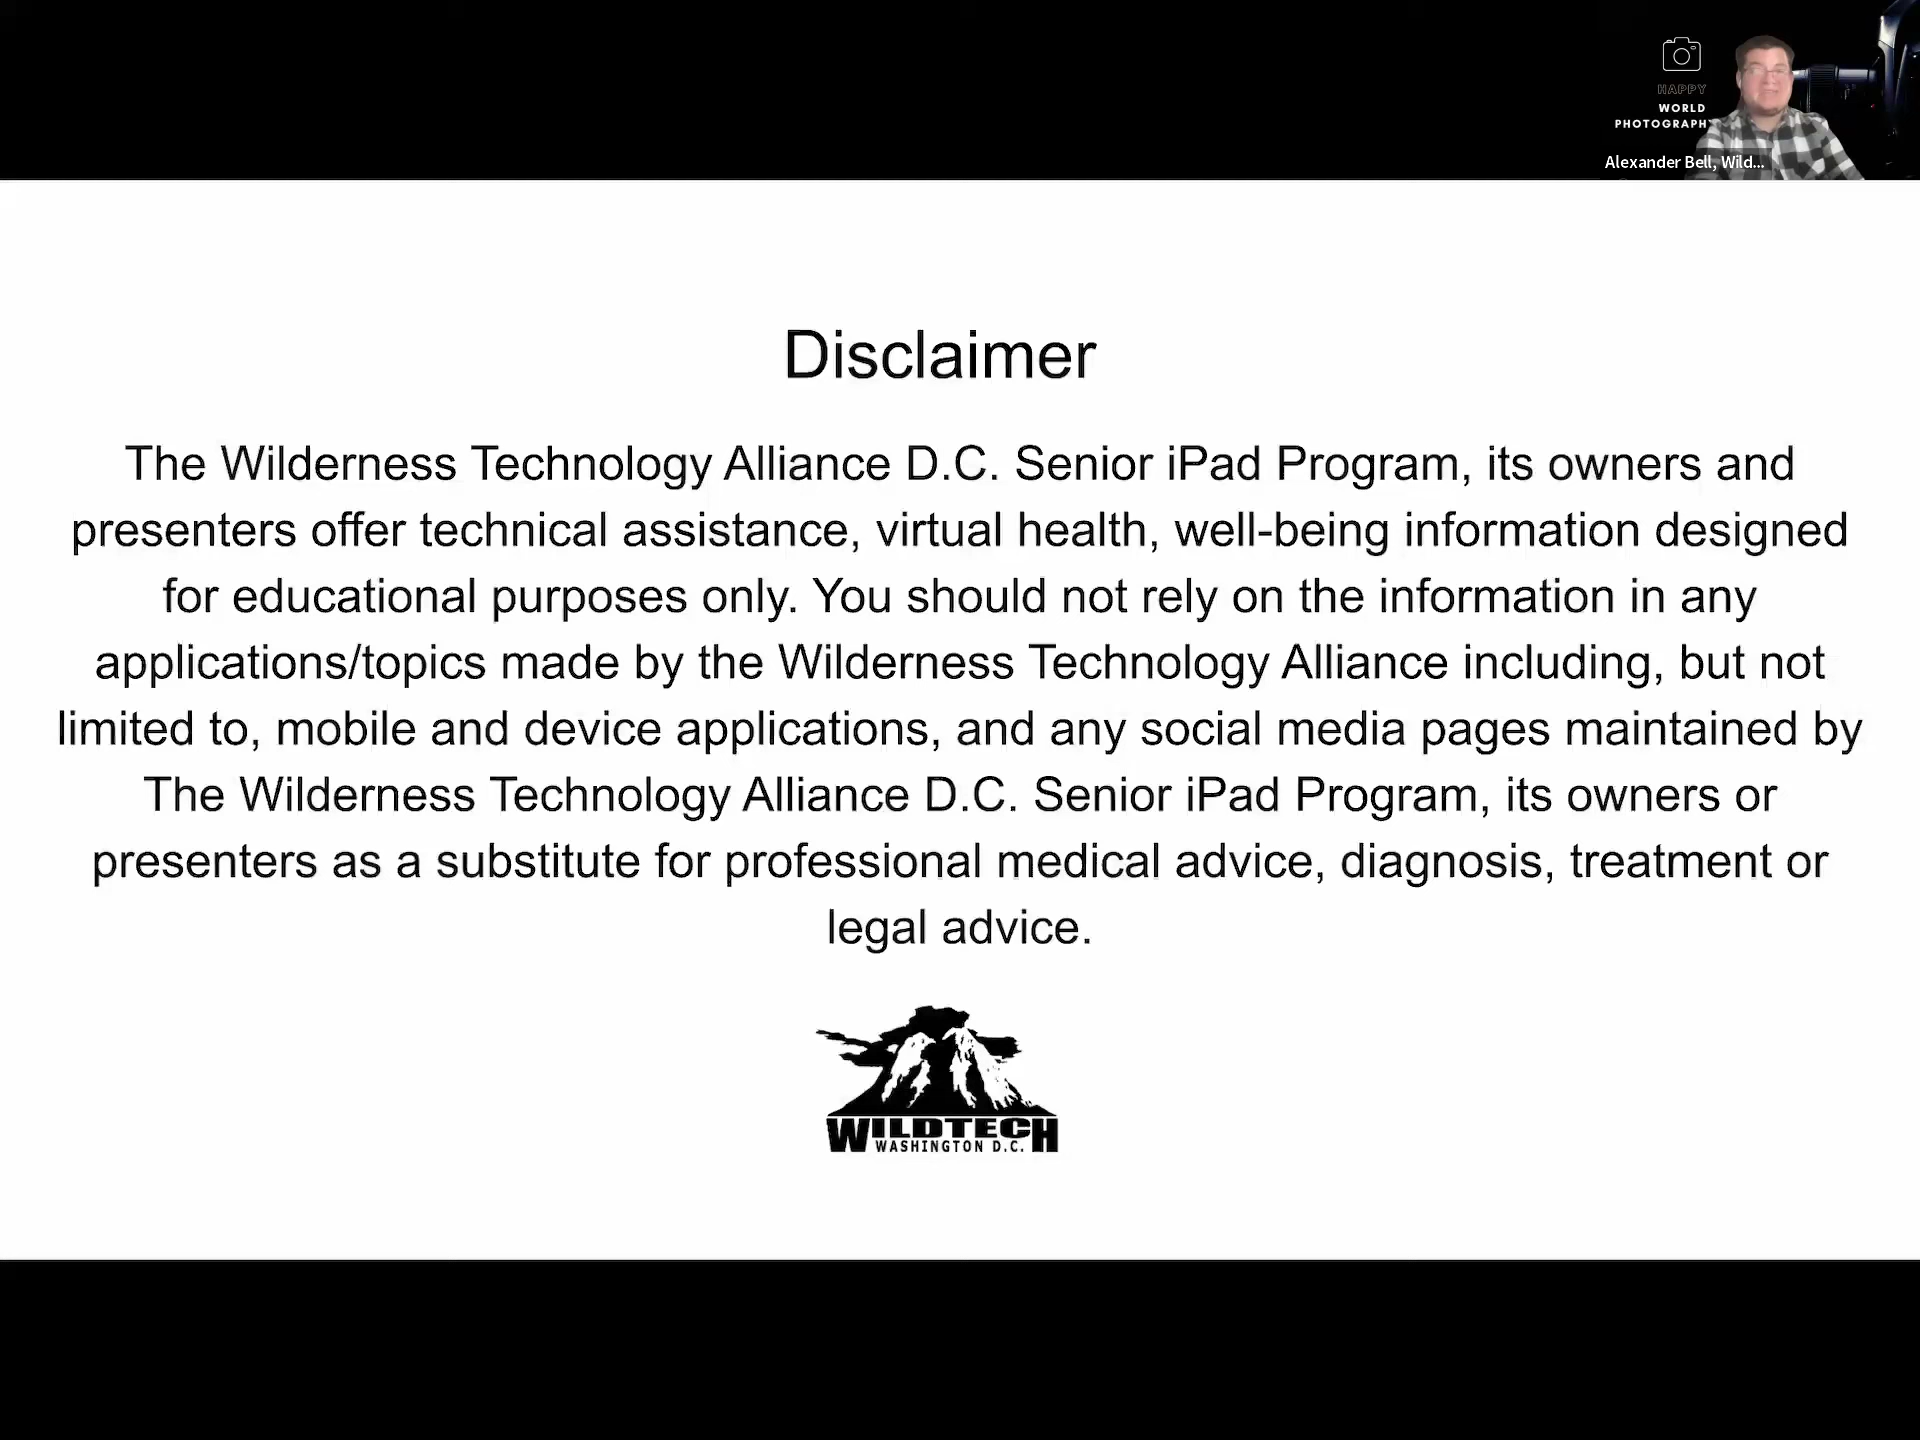 HAPPY
WORLD
PHOTOGRAPHY
Alexander Bell, Wild...
Disclaimer
The Wilderness Technology Alliance D.C. Senior iPad Program, its owners and
presenters offer technical assistance, virtual health, well-being information designed
for educational purposes only. You should not rely on the information in any
applications/topics made by the Wilderness Technology Alliance including, but not
limited to, mobile and device applications, and any social media pages maintained by
The Wilderness Technology Alliance D.C. Senior iPad Program, its owners or
presenters as a substitute for professional medical advice, diagnosis, treatment or
legal advice.
WILDTECH
WASHINGTON D.C.